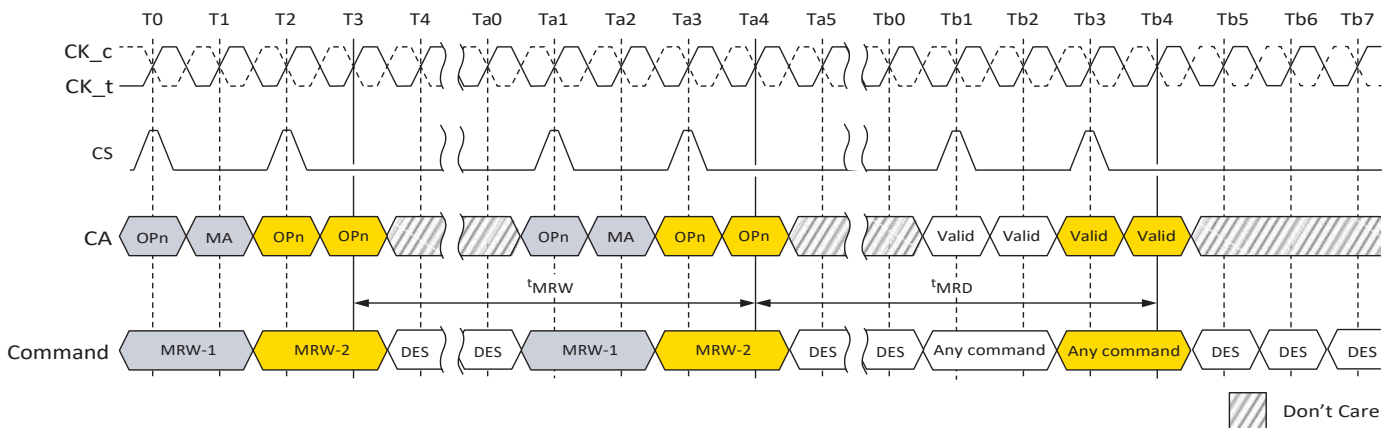 T0 T1 T2 T3 T4 Ta0 Ta1 Ta2 Ta3 Ta4 Ta5 Tb0 Tb1 Tb2 Tb3 Tb4 Tb5 Tb6 Tb7
CK_c
CK_t
CS
CA OPn MA OPn OPn OPn MA OPn OPn Valid Valid Valid Valid
tMRW tMRD
Command MRW-1 MRW-2 DES DES MRW-1 MRW-2 DES DES Any command Any command DES DES DES
Don't Care